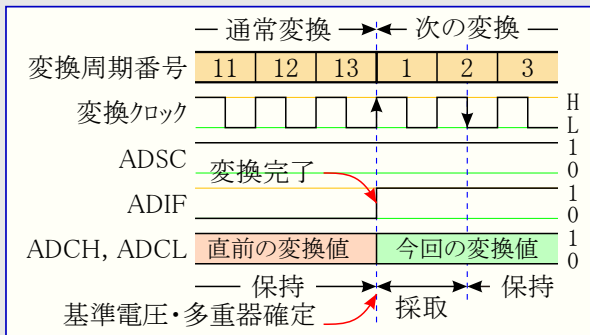 通常変換 次の変換
変換周期番号 11 12 13 1 2 3
変換クロック H L
ADSC 1 0
変換完了
ADIF 1 0
ADCH, ADCL 直前の変換値 今回の変換値 1 0
保持 採取 保持
基準電圧・多重器確定